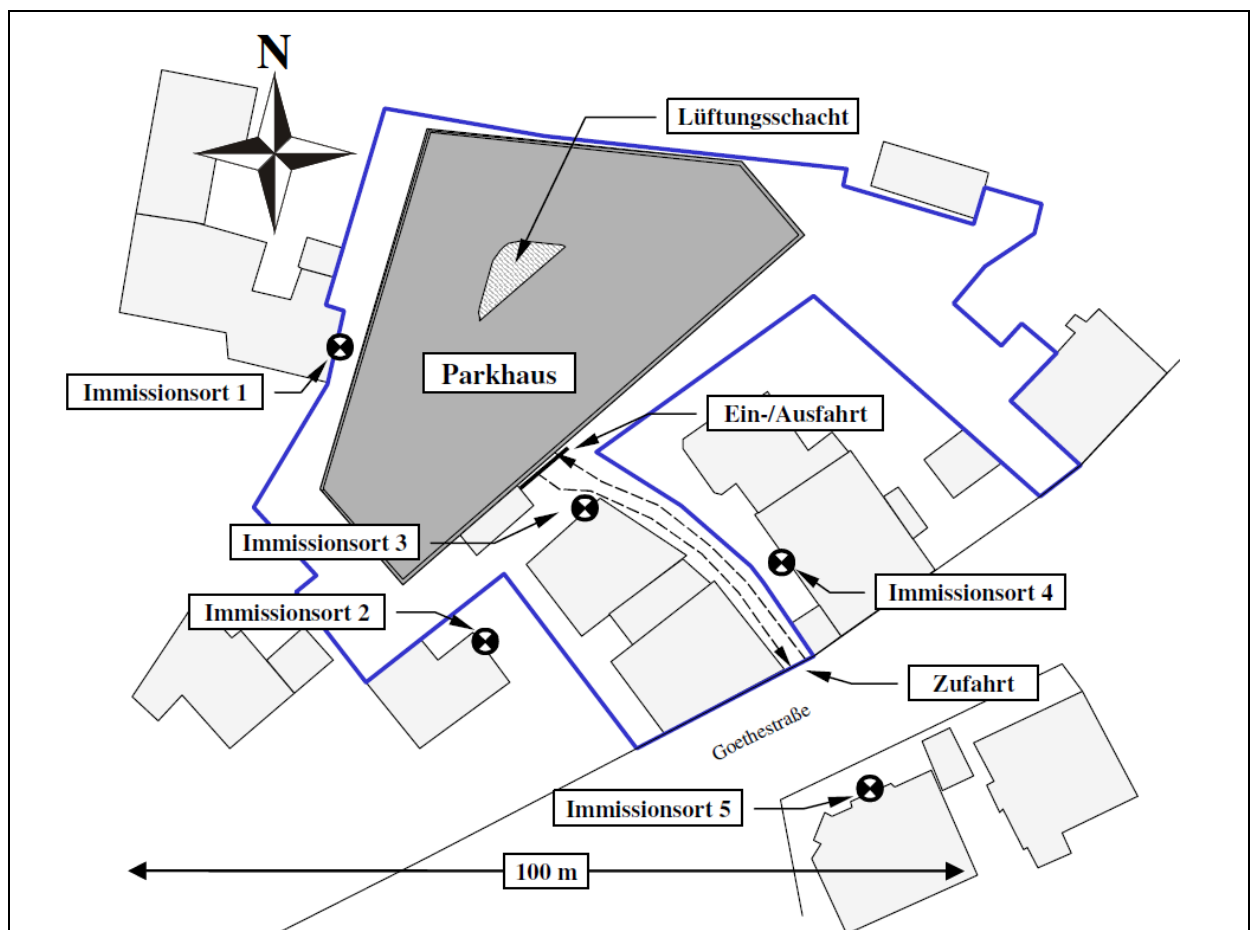 N
Lüftungsschacht
Immissionsort 1
Parkhaus
Ein-/Ausfahrt
Immissionsort 3
Immissionsort 4
Immissionsort 2
Zufahrt
Goethestraße
Immissionsort 5
100 m